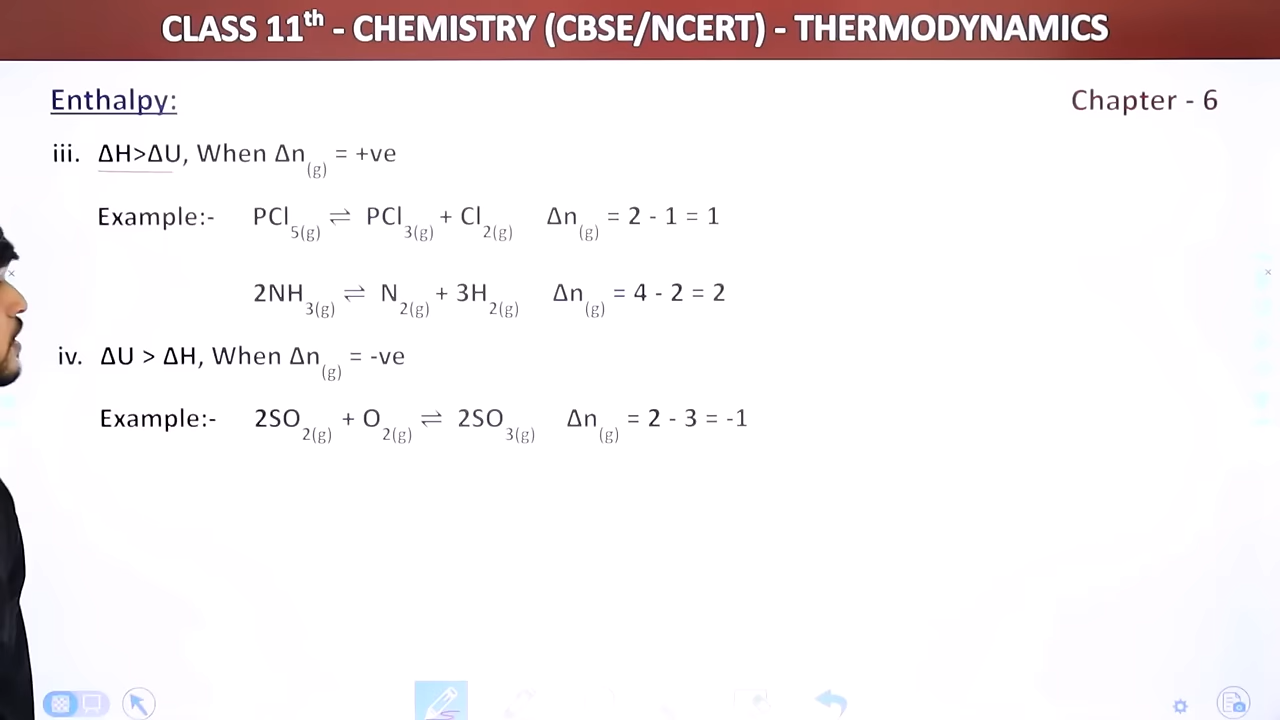 CLASS 11th - CHEMISTRY (CBSE/NCERT) - THERMODYNAMICS
Enthalpy:
Chapter - 6
iii. ΔH>ΔU, When Δn(g) = +ve
Example:- PCl5(g) ⇌ PCl3(g) + Cl2(g) Δn(g) = 2 - 1 = 1
2NH3(g) ⇌ N2(g) + 3H2(g) Δn(g) = 4 - 2 = 2
iv. ΔU > ΔH, When Δn(g) = -ve
Example:- 2SO2(g) + O2(g) ⇌ 2SO3(g) Δn(g) = 2 - 3 = -1